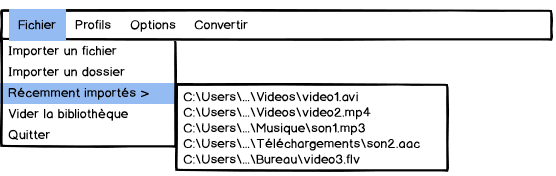 Fichier Profils Options Convertir
Importer un fichier
Importer un dossier
Récemment importés >
Vider la bibliothèque
Quitter
C:\Users\...\Videos\video1.avi
C:\Users\...\Videos\video2.mp4
C:\Users\...\Musique\son1.mp3
C:\Users\...\Téléchargements\son2.aac
C:\Users\...\Bureau\video3.flv